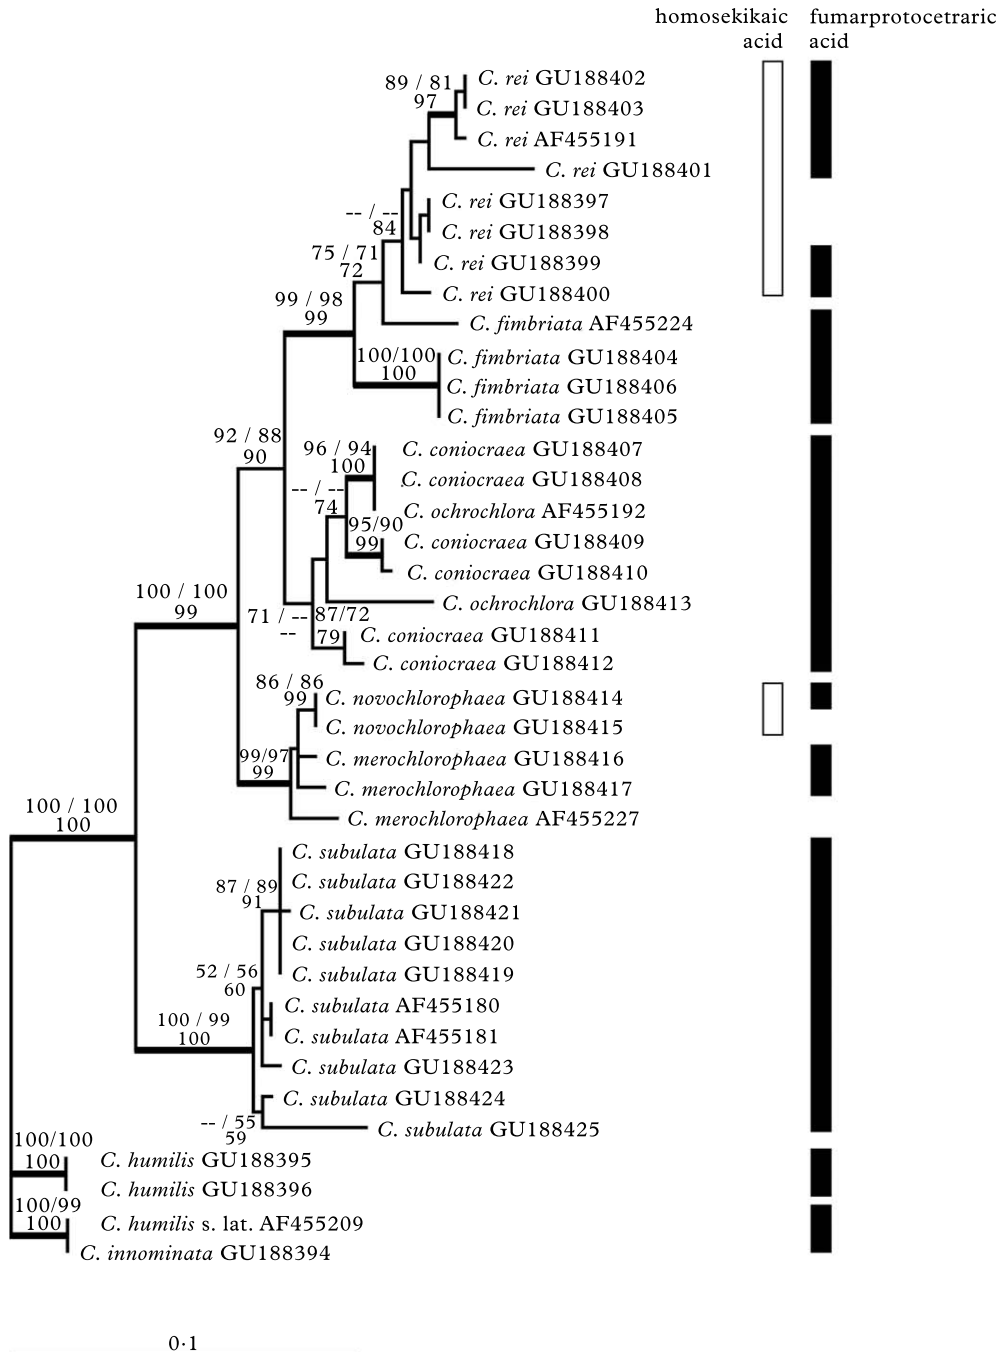 homosekikaic fumarprotocetraric
acid acid
89 / 81 C. rei GU188402
97 C. rei GU188403
C. rei AF455191
C. rei GU188401
C. rei GU188397
-- / --
84 C. rei GU188398
75 / 71
72 C. rei GU188399
C. rei GU188400
99 / 98
99 C. fimbriata AF455224
100/100 C. fimbriata GU188404
100 C. fimbriata GU188406
C. fimbriata GU188405
92 / 88
90
96 / 94 C. coniocraea GU188407
100 C. coniocraea GU188408
-- / --
74 C. ochrochlora AF455192
95/90
99 C. coniocraea GU188409
C. coniocraea GU188410
100 / 100
99
C. ochrochlora GU188413
71 / -- 87/72
-- 79 C. coniocraea GU188411
C. coniocraea GU188412
86 / 86
99 C. novochlorophaea GU188414
C. novochlorophaea GU188415
99/97 C. merochlorophaea GU188416
99
C. merochlorophaea GU188417
100 / 100
100 C. merochlorophaea AF455227
C. subulata GU188418
87 / 89 C. subulata GU188422
91
C. subulata GU188421
C. subulata GU188420
52 / 56 C. subulata GU188419
60
C. subulata AF455180
100 / 99
100 C. subulata AF455181
C. subulata GU188423
C. subulata GU188424
-- / 55
59 C. subulata GU188425
100/100
100 C. humilis GU188395
C. humilis GU188396
100/99
100 C. humilis s. lat. AF455209
C. innominata GU188394
0·1